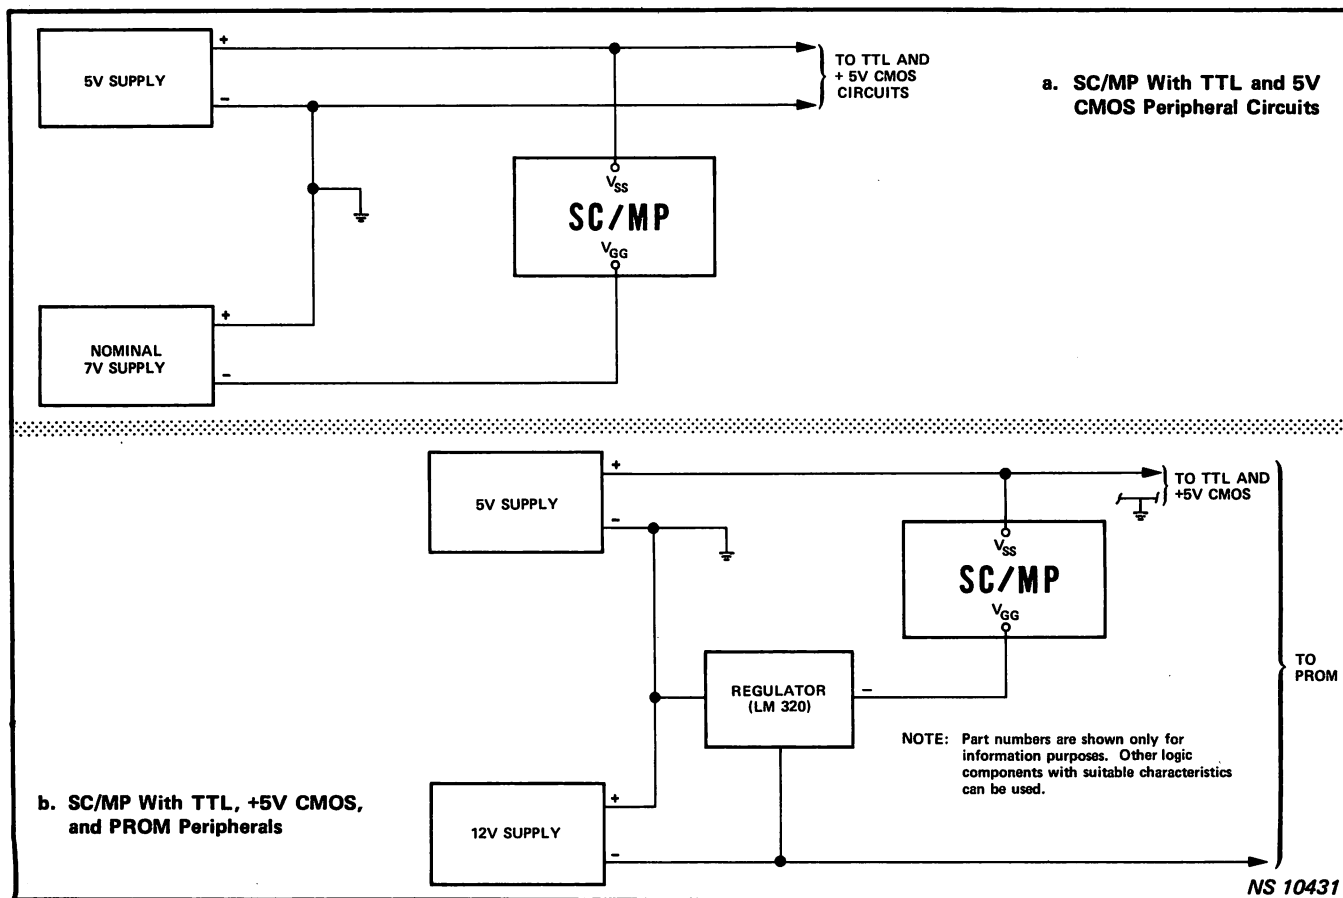 5V SUPPLY
+
-
TO TTL AND
+ 5V CMOS
CIRCUITS
a. SC/MP With TTL and 5V
CMOS Peripheral Circuits
VSS
SC/MP
VGG
NOMINAL
7V SUPPLY
+
-
5V SUPPLY
+
-
TO TTL AND
+5V CMOS
VSS
SC/MP
VGG
TO
PROM
REGULATOR
(LM 320)
-
NOTE: Part numbers are shown only for
information purposes. Other logic
components with suitable characteristics
can be used.
b. SC/MP With TTL, +5V CMOS,
and PROM Peripherals
12V SUPPLY
+
-
NS 10431